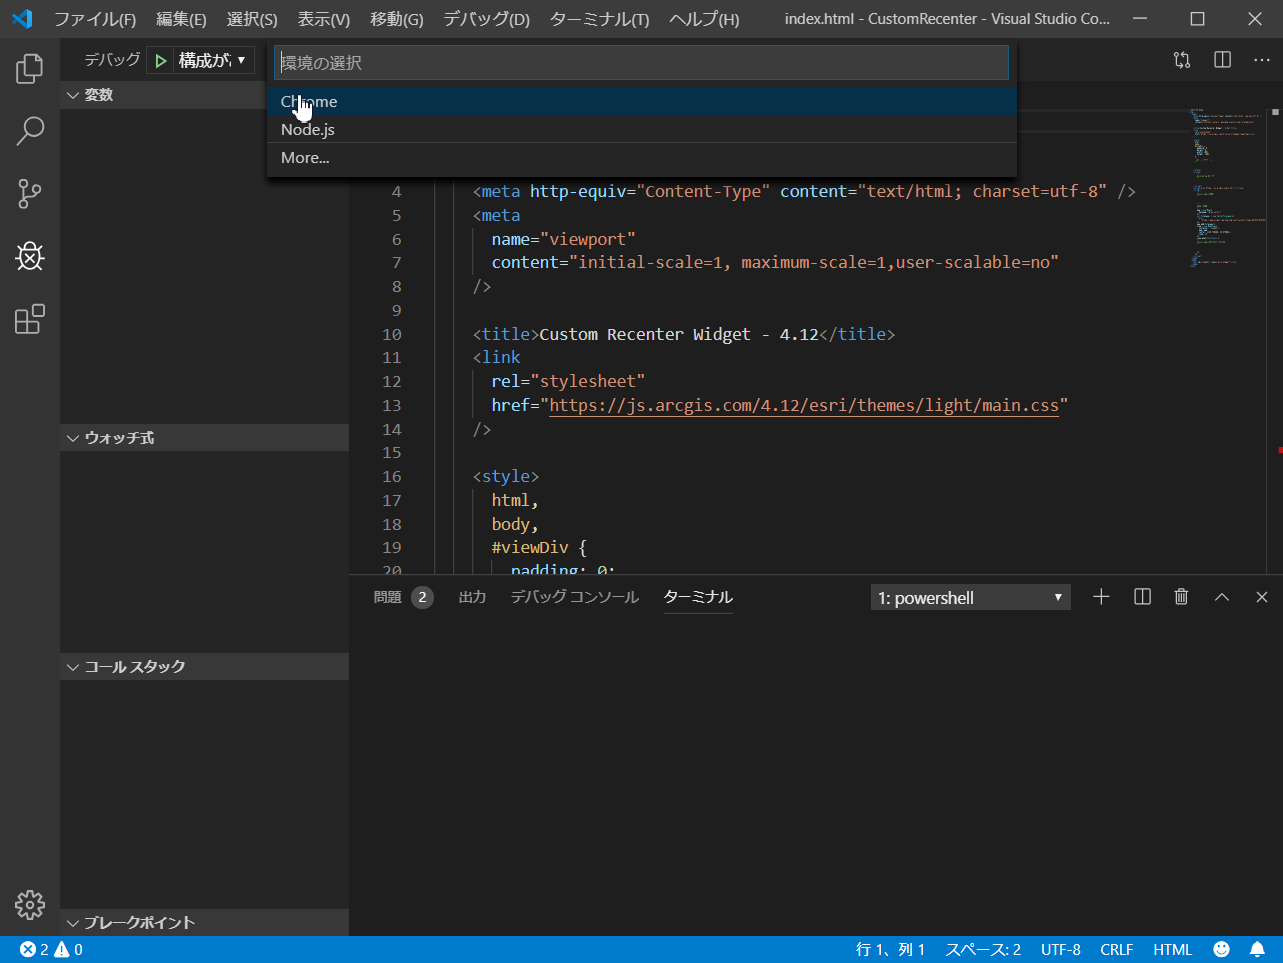 ファイル(F) 編集(E) 選択(S) 表示(V) 移動(G) デバッグ(D) ターミナル(T) ヘルプ(H) index.html - CustomRecenter - Visual Studio Co...
デバッグ 構成が
環境の選択
変数
Chrome
Node.js
More...
4 <meta http-equiv="Content-Type" content="text/html; charset=utf-8" />
5 <meta
6 name="viewport"
7 content="initial-scale=1, maximum-scale=1,user-scalable=no"
8 />
9
10 <title>Custom Recenter Widget - 4.12</title>
11 <link
12 rel="stylesheet"
13 href="https://js.arcgis.com/4.12/esri/themes/light/main.css"
14 />
15
16 <style>
17 html,
18 body,
19 #viewDiv {
20 padding: 0;
ウォッチ式
問題 2 出力 デバッグ コンソール ターミナル 1: powershell
コール スタック
ブレークポイント
2 0 行 1、列 1 スペース: 2 UTF-8 CRLF HTML